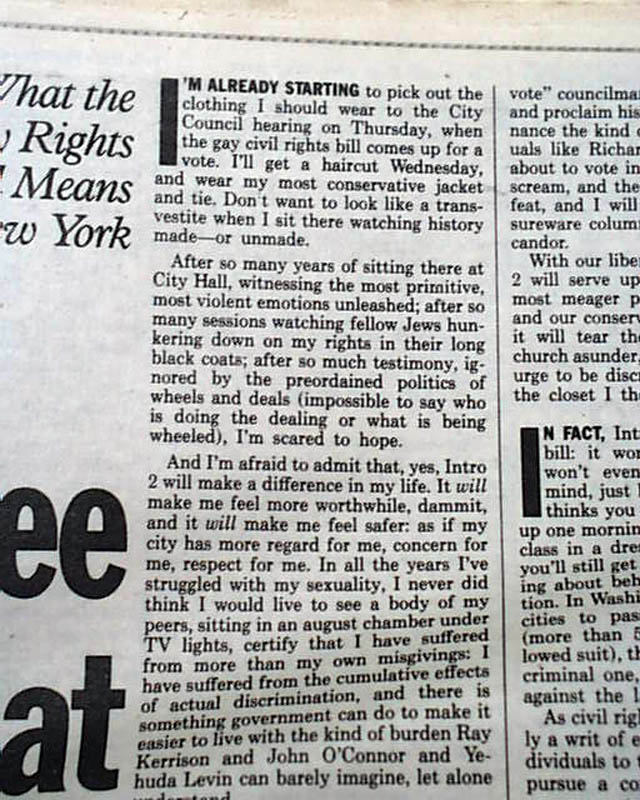 What the
Rights
Means
New York
ee
at
I'M ALREADY STARTING to pick out the
clothing I should wear to the City
Council hearing on Thursday, when
the gay civil rights bill comes up for a
vote. I'll get a haircut Wednesday,
and wear my most conservative jacket
and tie. Don't want to look like a trans-
vestite when I sit there watching history
made—or unmade.
After so many years of sitting there at
City Hall, witnessing the most primitive,
most violent emotions unleashed; after so
many sessions watching fellow Jews hun-
kering down on my rights in their long
black coats; after so much testimony, ig-
nored by the preordained politics of
wheels and deals (impossible to say who
is doing the dealing or what is being
wheeled), I'm scared to hope.
And I'm afraid to admit that, yes, Intro
2 will make a difference in my life. It will
make me feel more worthwhile, dammit,
and it will make me feel safer: as if my
city has more regard for me, concern for
me, respect for me. In all the years I've
struggled with my sexuality, I never did
think I would live to see a body of my
peers, sitting in an august chamber under
TV lights, certify that I have suffered
from more than my own misgivings: I
have suffered from the cumulative effects
of actual discrimination, and there is
something government can do to make it
easier to live with the kind of burden Ray
Kerrison and John O'Connor and Ye-
huda Levin can barely imagine, let alone
understand.
vote" councilma
and proclaim his
nance the kind
uals like Richar
about to vote in
scream, and the
feat, and I will
sureware colum
candor.
With our libe
2 will serve up
most meager p
and our conserv
it will tear the
church asunder,
urge to be discr
the closet I th
IN FACT, Int
bill: it wor
won't even
mind, just
thinks you
up one mornin
class in a dre
you'll still get
ing about beh
tion. In Washi
cities to pas
(more than 5
lowed suit), th
criminal one,
against the l
As civil righ
ly a writ of e
dividuals to t
pursue a co